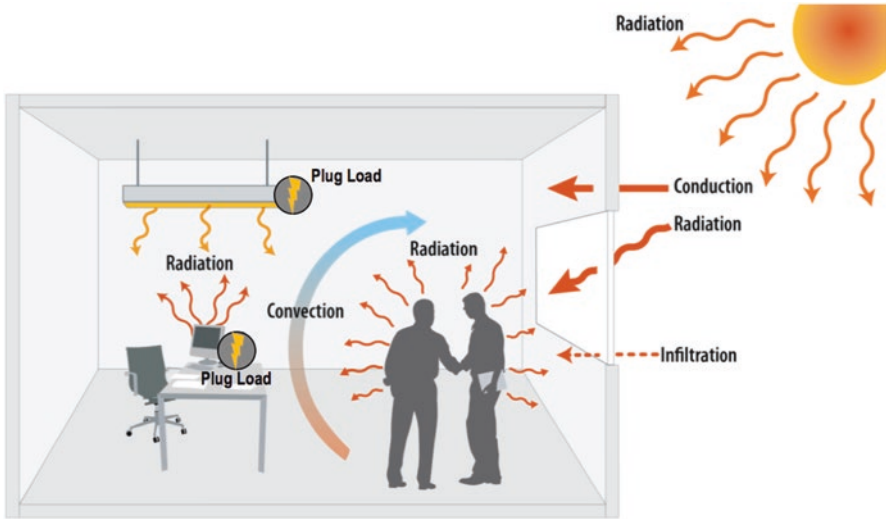 Radiation
Plug Load
Conduction
Radiation
Radiation
Radiation
Convection
Infiltration
Plug Load